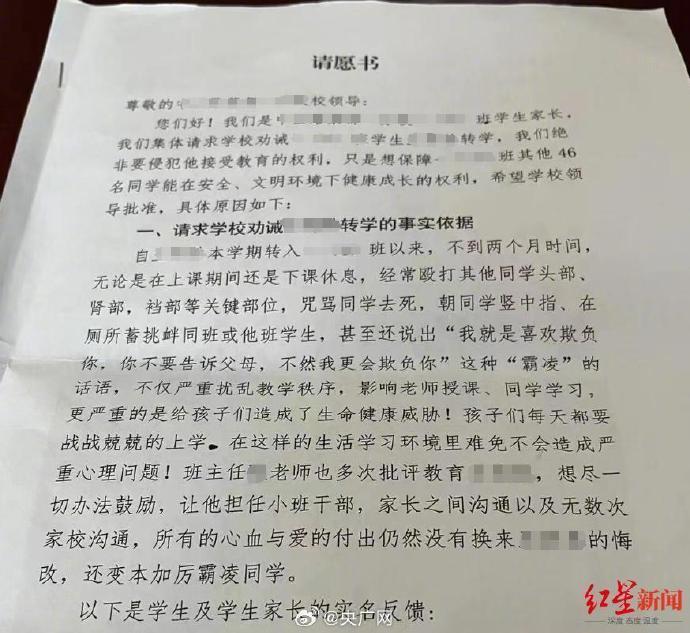 请愿书
尊敬的 校领导:
您们好!我们是 班学生家长,
我们集体请求学校劝诫 学生 转学,我们绝
非要侵犯他接受教育的权利,只是想保障 班其他 46
名同学能在安全、文明环境下健康成长的权利,希望学校领
导批准,具体原因如下:
一、请求学校劝诫 转学的事实依据
自 本学期转入 班以来,不到两个月时间,
无论是在上课期间还是下课休息,经常殴打其他同学头部、
肾部,裆部等关键部位,咒骂同学去死,朝同学竖中指、在
厕所蓄挑衅同班或他班学生,甚至还说出“我就是喜欢欺负
你,你不要告诉父母,不然我更会欺负你”这种“霸凌”的
话语,不仅严重扰乱教学秩序,影响老师授课、同学学习,
更严重的是给孩子们造成了生命健康威胁!孩子们每天都要
战战兢兢的上学。在这样的生活学习环境里难免不会造成严
重心理问题!班主任 老师也多次批评教育 ,想尽一
切办法鼓励,让他担任小班干部,家长之间沟通以及无数次
家校沟通,所有的心血与爱的付出仍然没有换来 的悔
改,还变本加厉霸凌同学。
以下是学生及学生家长的实名反馈:
@央广网
红星新闻
深度 态度 温度